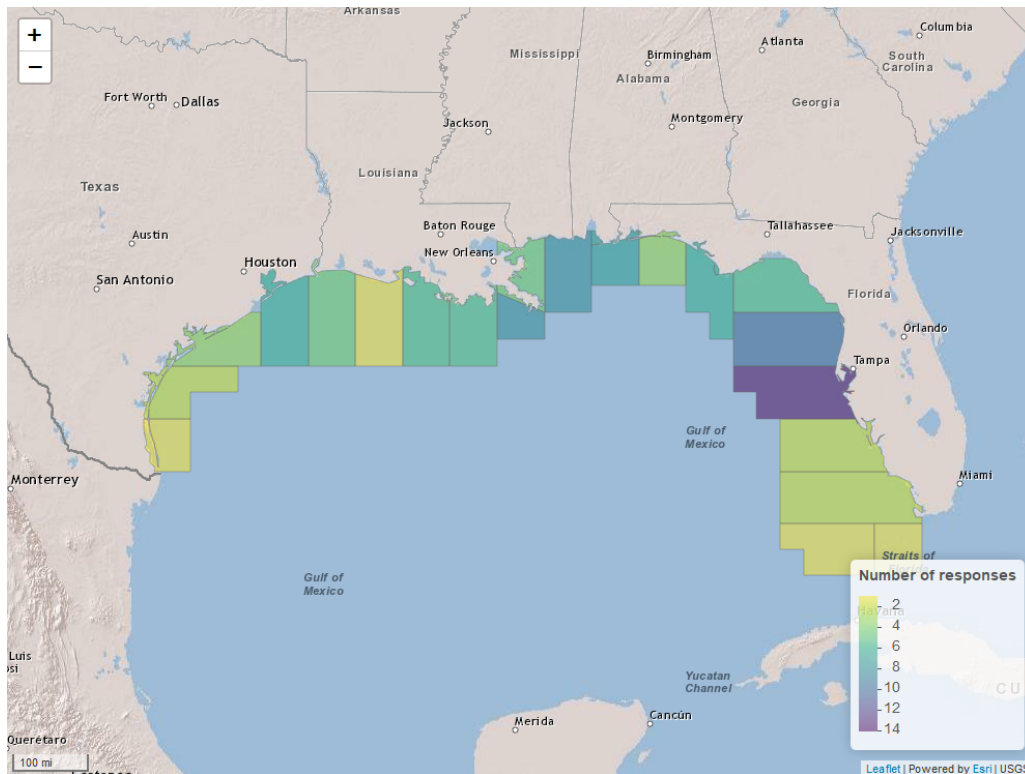 Arkansas
Columbia
+
Atlanta
Mississippi
Birmingham
South
Carolina
−
Alabama
Fort Worth
Dallas
Georgia
Jackson
Montgomery
Louisiana
Texas
Baton Rouge
Tallahassee
Austin
Jacksonville
New Orleans
Houston
San Antonio
Florida
Orlando
Tampa
Gulf of
Mexico
Monterrey
Miami
Straits of
Gulf of
Mexico
Number of responses
2
4
6
8
10
12
14
Havana
Luis
Yucatan
Channel
CU
Merida
Cancún
Querétaro
100 mi
Leaflet | Powered by Esri | USGS